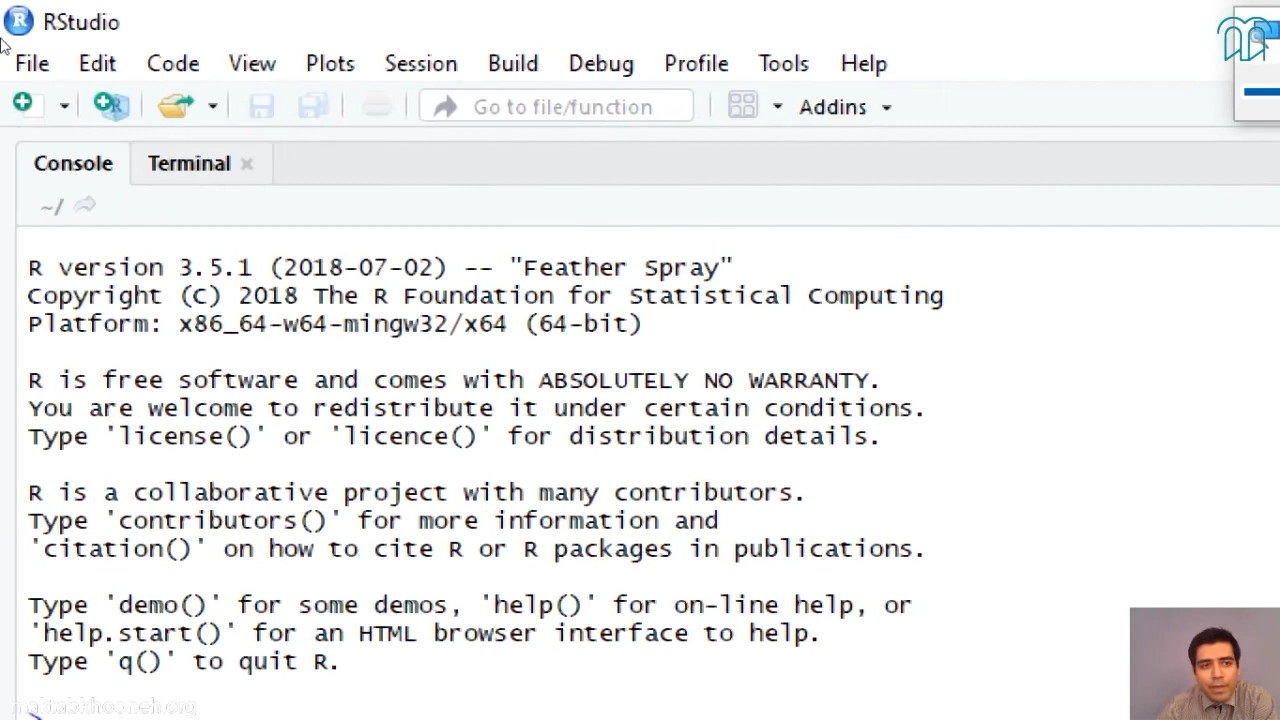 RStudio
File Edit Code View Plots Session Build Debug Profile Tools Help
Go to file/function Addins
Console Terminal
~/
R version 3.5.1 (2018-07-02) -- "Feather Spray"
Copyright (C) 2018 The R Foundation for Statistical Computing
Platform: x86_64-w64-mingw32/x64 (64-bit)
R is free software and comes with ABSOLUTELY NO WARRANTY.
You are welcome to redistribute it under certain conditions.
Type 'license()' or 'licence()' for distribution details.
R is a collaborative project with many contributors.
Type 'contributors()' for more information and
'citation()' on how to cite R or R packages in publications.
Type 'demo()' for some demos, 'help()' for on-line help, or
'help.start()' for an HTML browser interface to help.
Type 'q()' to quit R.
maktabkhooneh.org
>